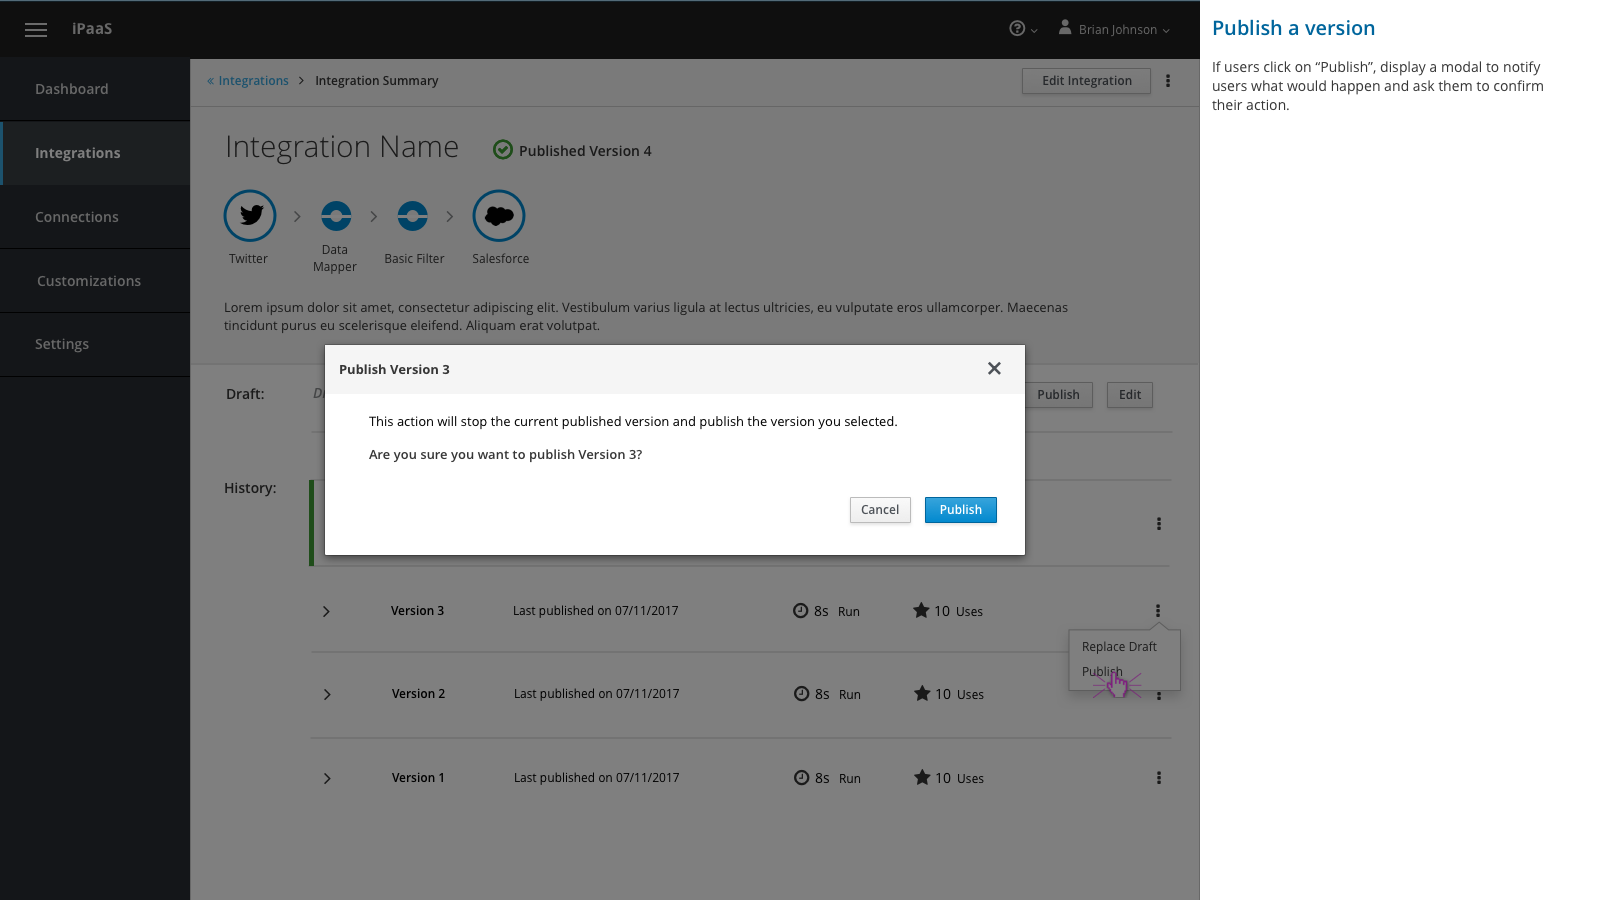 iPaaS
Brian Johnson
Dashboard
Integrations
Connections
Customizations
Settings
« Integrations > Integration Summary
Edit Integration
Integration Name
Published Version 4
Twitter
Data
Mapper
Basic Filter
Salesforce
Lorem ipsum dolor sit amet, consectetur adipiscing elit. Vestibulum varius ligula at lectus ultricies, eu vulputate eros ullamcorper. Maecenas
tincidunt purus eu scelerisque eleifend. Aliquam erat volutpat.
Draft:
Publish
Edit
Publish Version 3
This action will stop the current published version and publish the version you selected.
Are you sure you want to publish Version 3?
Cancel
Publish
History:
Version 3 Last published on 07/11/2017 8s Run 10 Uses
Replace Draft
Publish
Version 2 Last published on 07/11/2017 8s Run 10 Uses
Version 1 Last published on 07/11/2017 8s Run 10 Uses
Publish a version
If users click on “Publish”, display a modal to notify
users what would happen and ask them to confirm
their action.